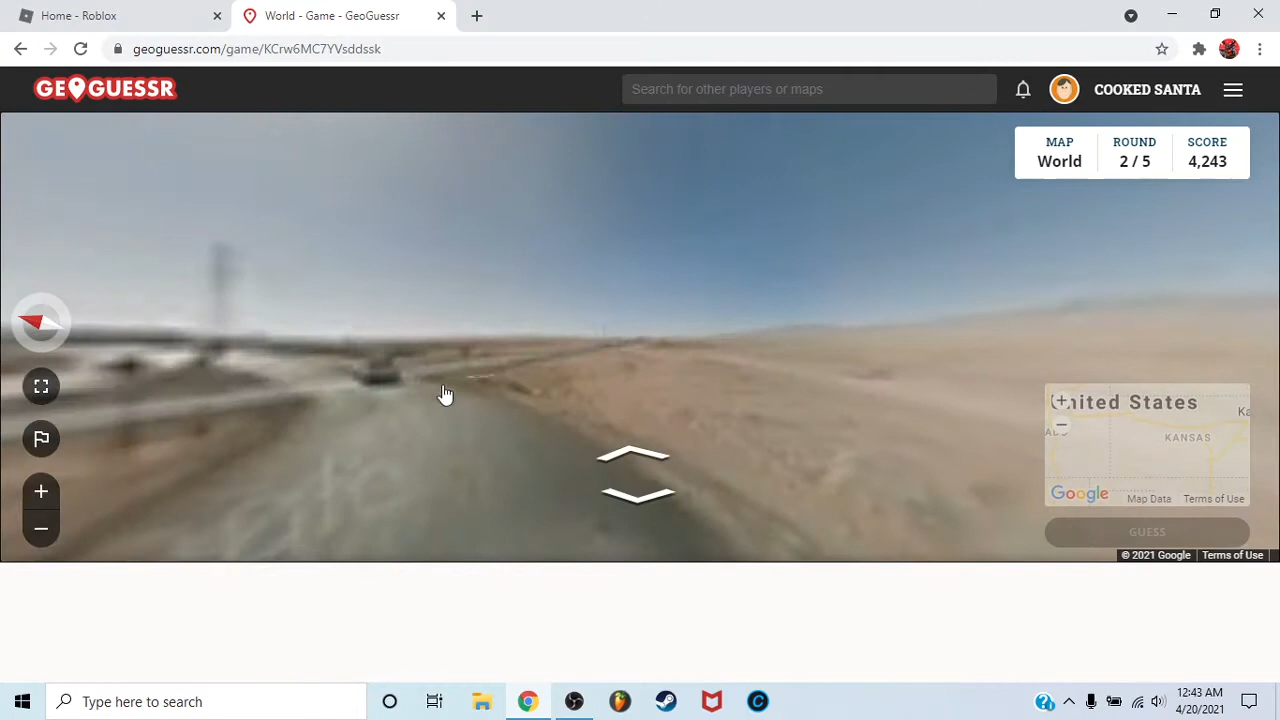 Home - Roblox
World - Game - GeoGuessr
geoguessr.com/game/KCrw6MC7YVsddssk
GEOGUESSR
Search for other players or maps
COOKED SANTA
MAP
World
ROUND
2 / 5
SCORE
4,243
United States
KANSAS
Google
Map Data
Terms of Use
GUESS
© 2021 Google
Terms of Use
Type here to search
12:43 AM
4/20/2021